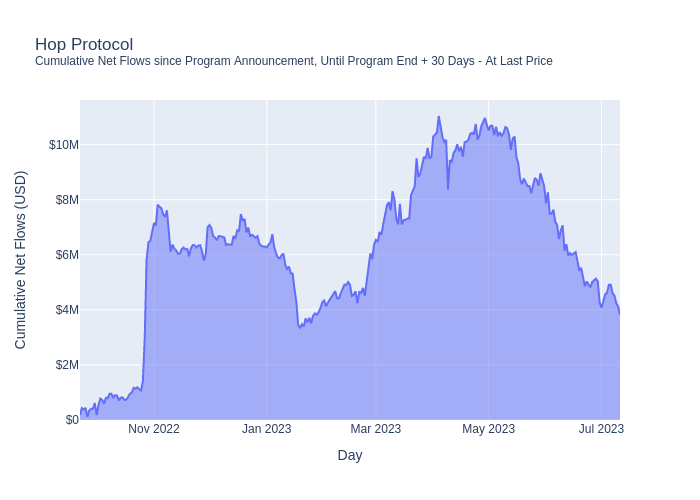 Hop Protocol
Cumulative Net Flows since Program Announcement, Until Program End + 30 Days - At Last Price
Cumulative Net Flows (USD)
$10M
$8M
$6M
$4M
$2M
$0
Nov 2022
Jan 2023
Mar 2023
May 2023
Jul 2023
Day